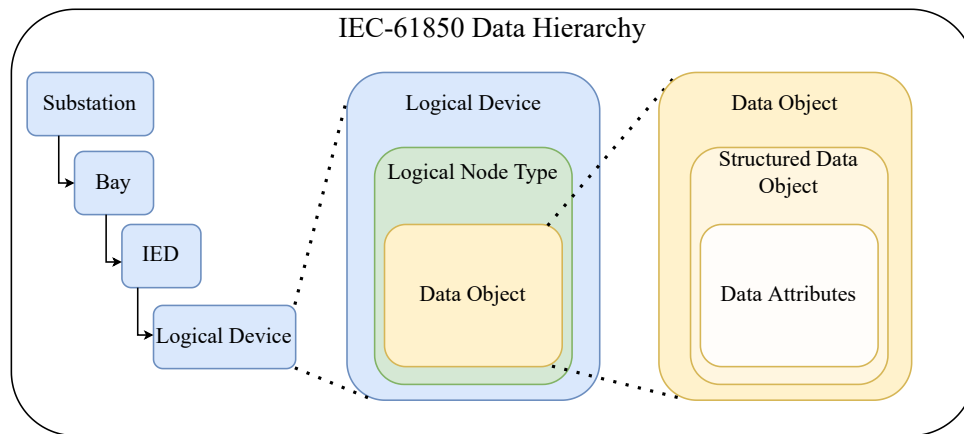 IEC-61850 Data Hierarchy
Substation
Bay
IED
Logical Device
Logical Device
Logical Node Type
Data Object
Data Object
Structured Data
Object
Data Attributes